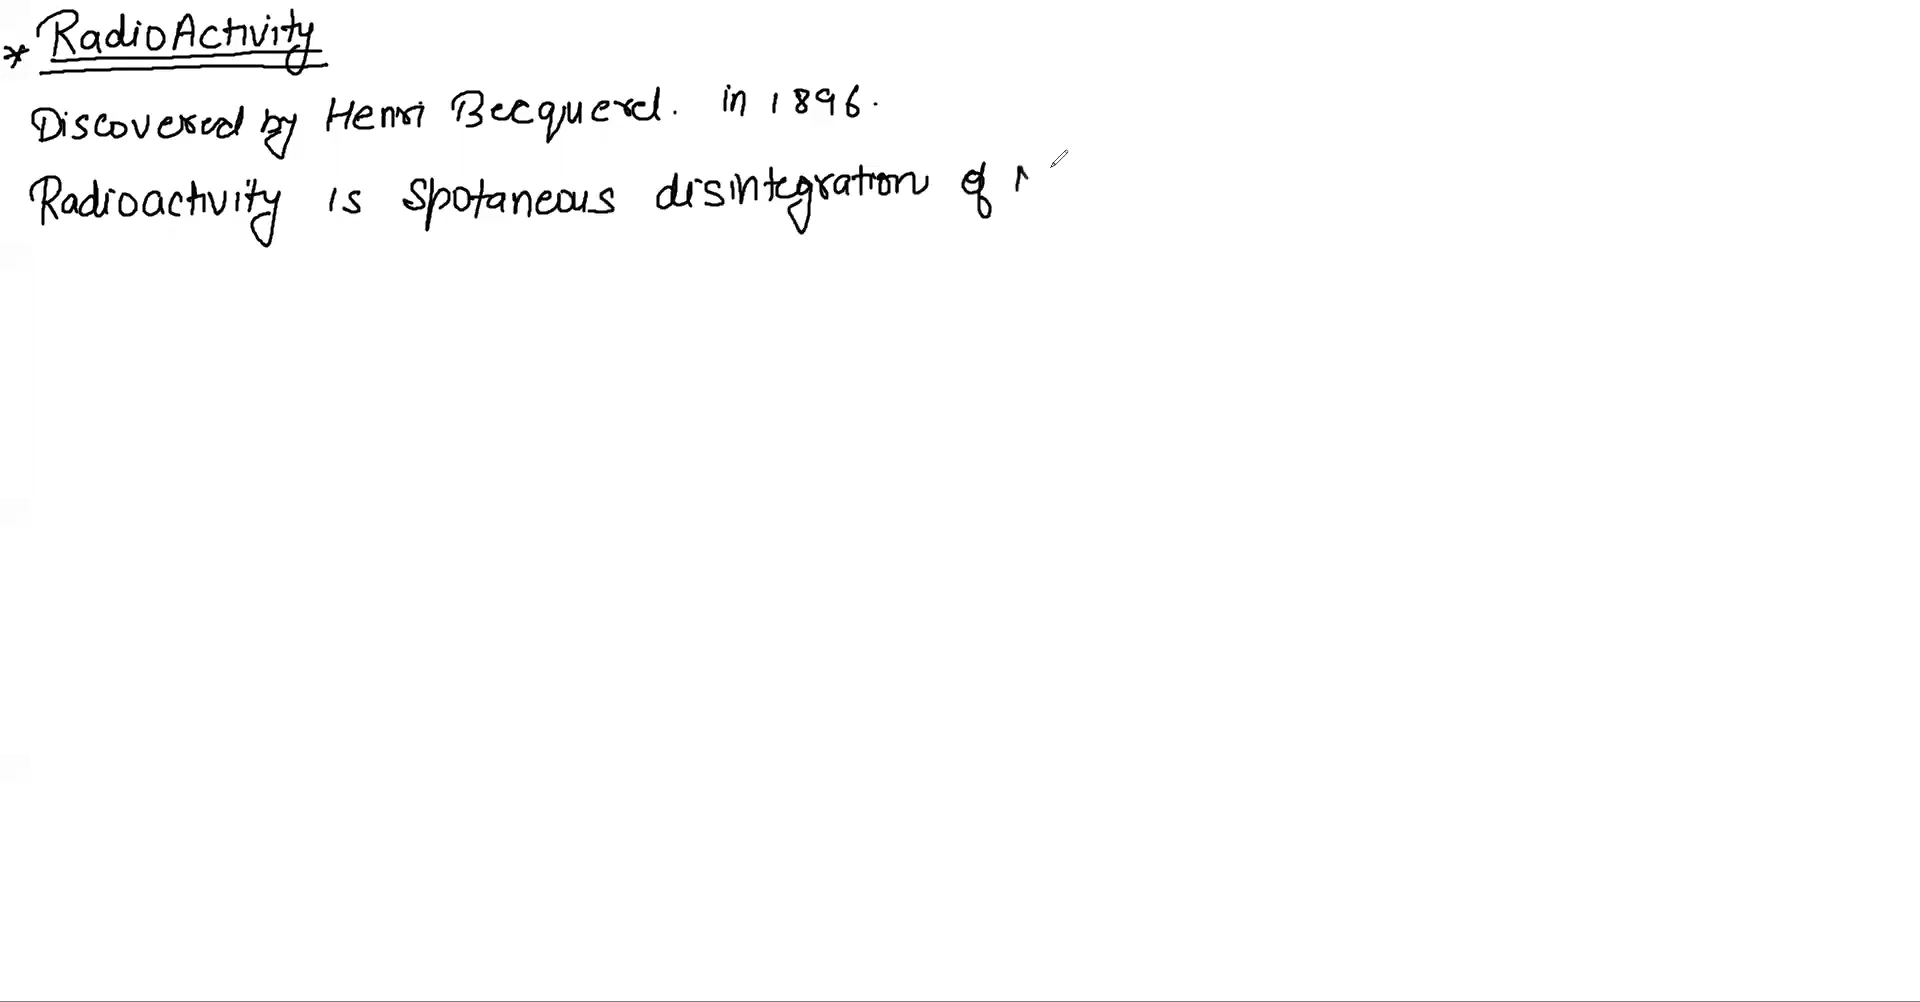 * RadioActivity
Discovered by Henri Becquerel. in 1896.
Radioactivity is Spotaneous disintegration of